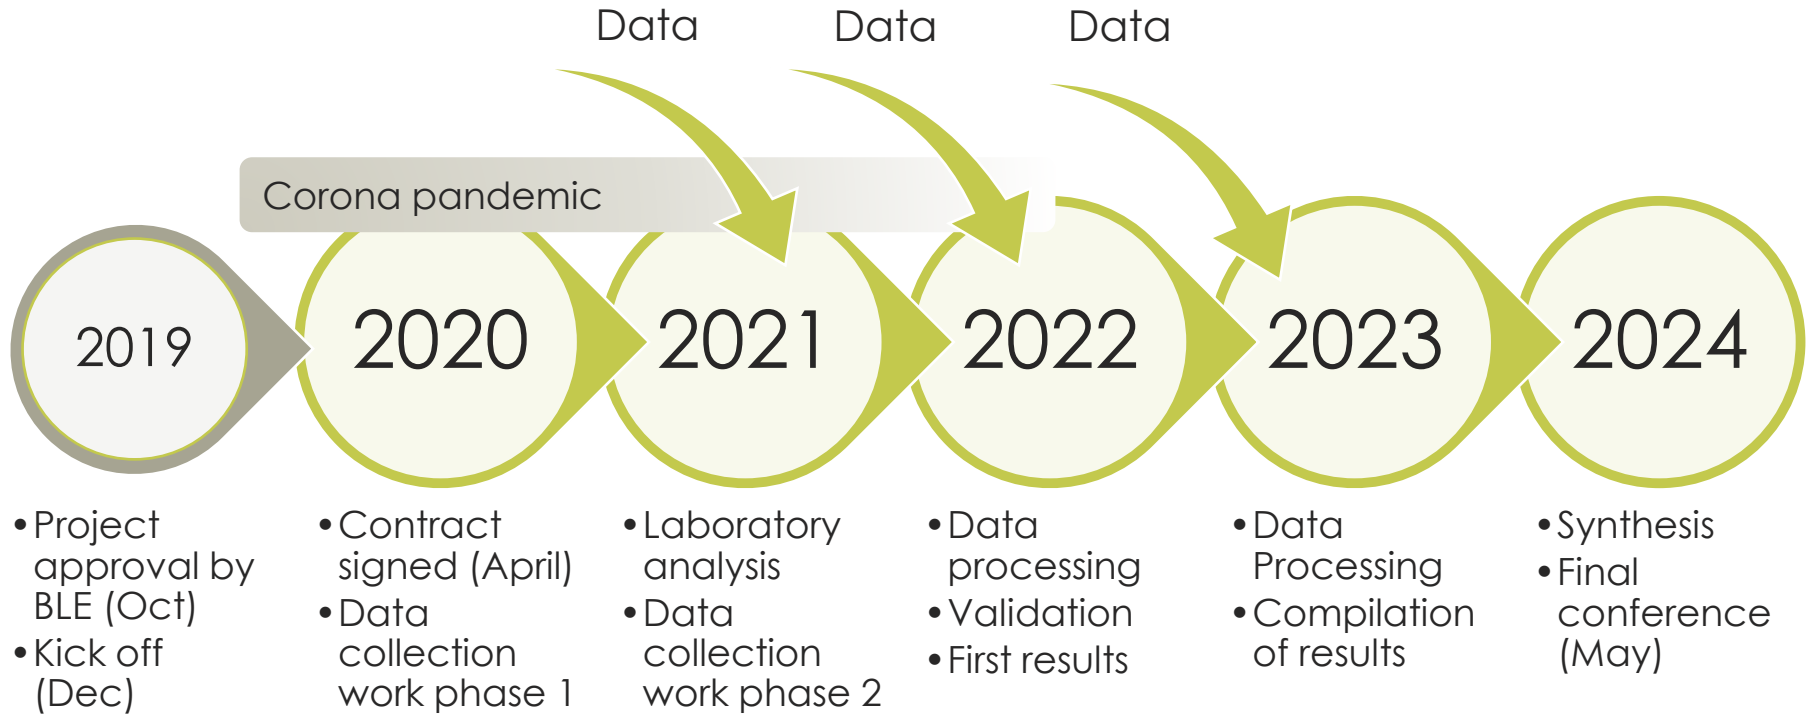 Data
Data
Data
Corona pandemic
2019
2020
2021
2022
2023
2024
•Project
approval by
BLE (Oct)
•Kick off
(Dec)
•Contract
signed (April)
•Data
collection
work phase 1
•Laboratory
analysis
•Data
collection
work phase 2
•Data
processing
•Validation
•First results
•Data
Processing
•Compilation
of results
•Synthesis
•Final
conference
(May)